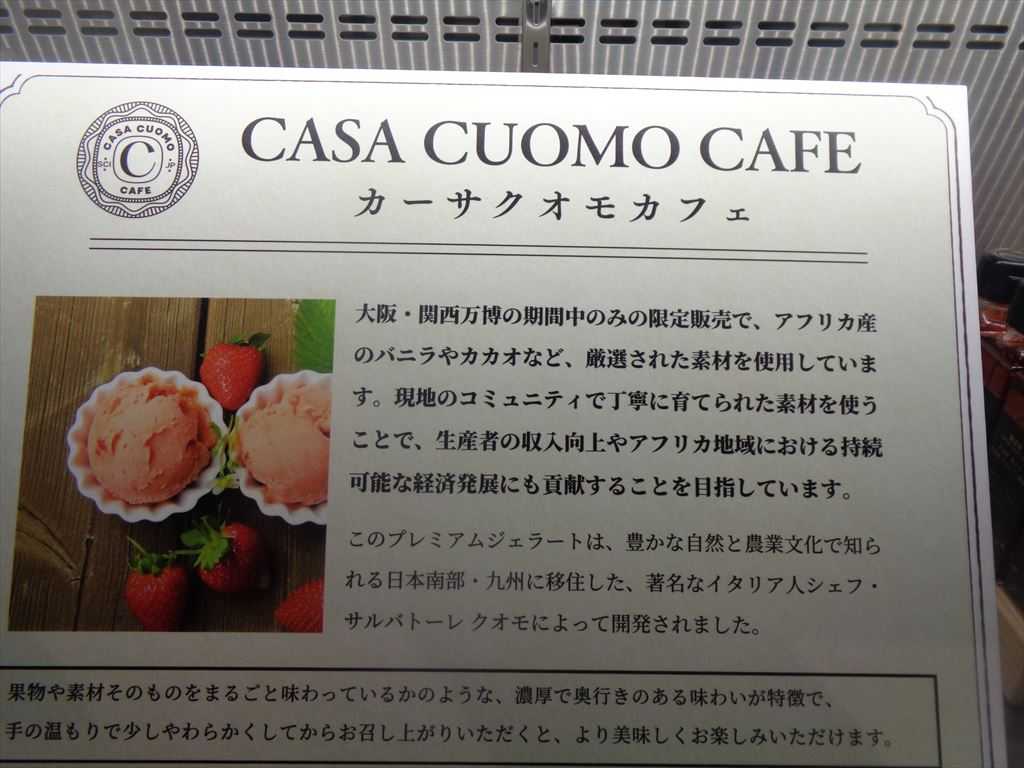 CASA CUOMO
SCI C JP
CAFE
CASA CUOMO CAFE
カーサクオモカフェ
大阪・関西万博の期間中のみの限定販売で、アフリカ産
のバニラやカカオなど、厳選された素材を使用していま
す。現地のコミュニティで丁寧に育てられた素材を使う
ことで、生産者の収入向上やアフリカ地域における持続
可能な経済発展にも貢献することを目指しています。
このプレミアムジェラートは、豊かな自然と農業文化で知ら
れる日本南部・九州に移住した、著名なイタリア人シェフ・
サルバトーレ クオモによって開発されました。
果物や素材そのものをまるごと味わっているかのような、濃厚で奥行きのある味わいが特徴で、
手の温もりで少しやわらかくしてからお召し上がりいただくと、より美味しくお楽しみいただけます。